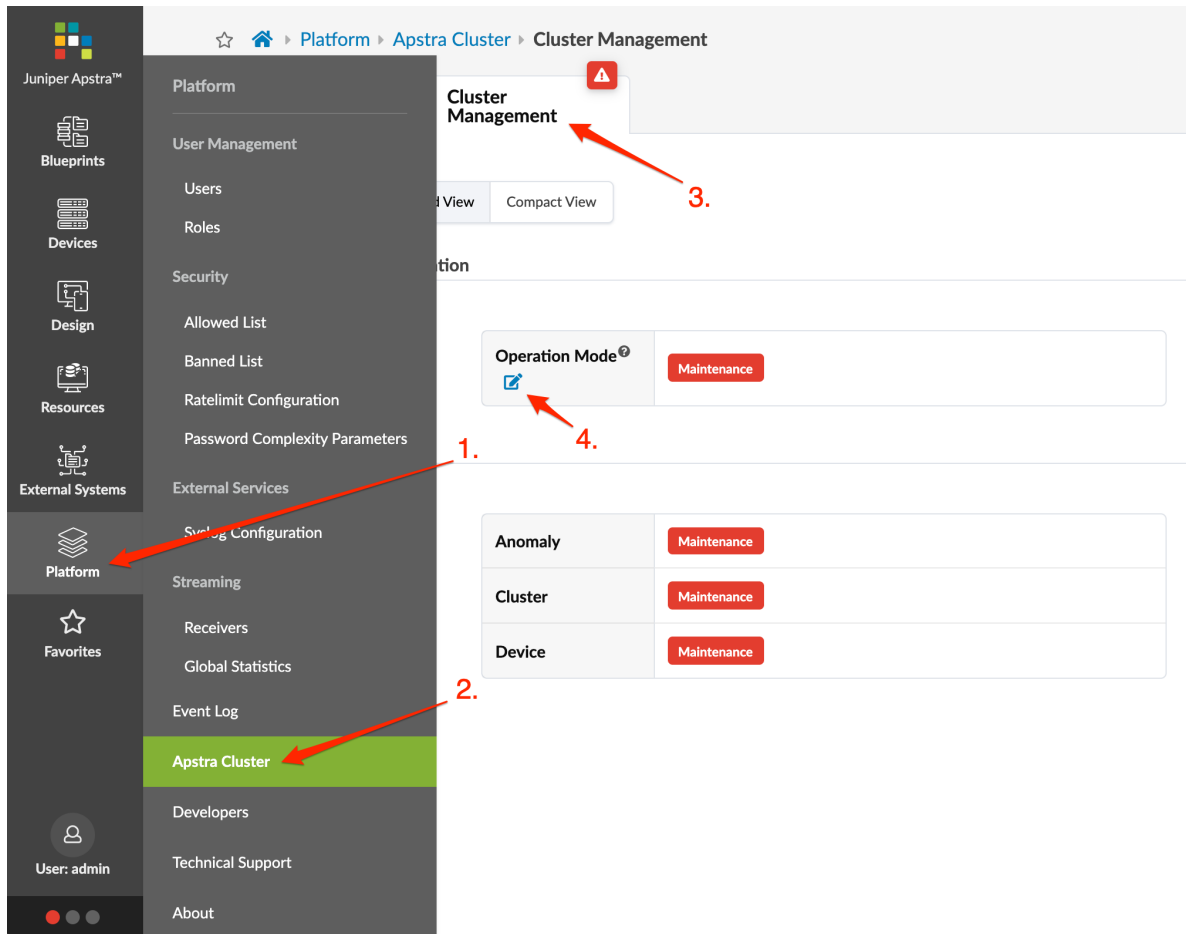 Juniper Apstra™
Blueprints
Devices
Design
Resources
External Systems
Platform
Favorites
User: admin
Platform
User Management
Users
Roles
Security
Allowed List
Banned List
Ratelimit Configuration
Password Complexity Parameters
External Services
Syslog Configuration
Streaming
Receivers
Global Statistics
Event Log
Apstra Cluster
Developers
Technical Support
About
Platform Apstra Cluster Cluster Management
Cluster
Management
3.
d View Compact View
tion
Operation Mode Maintenance
4.
1.
Anomaly Maintenance
Cluster Maintenance
Device Maintenance
2.